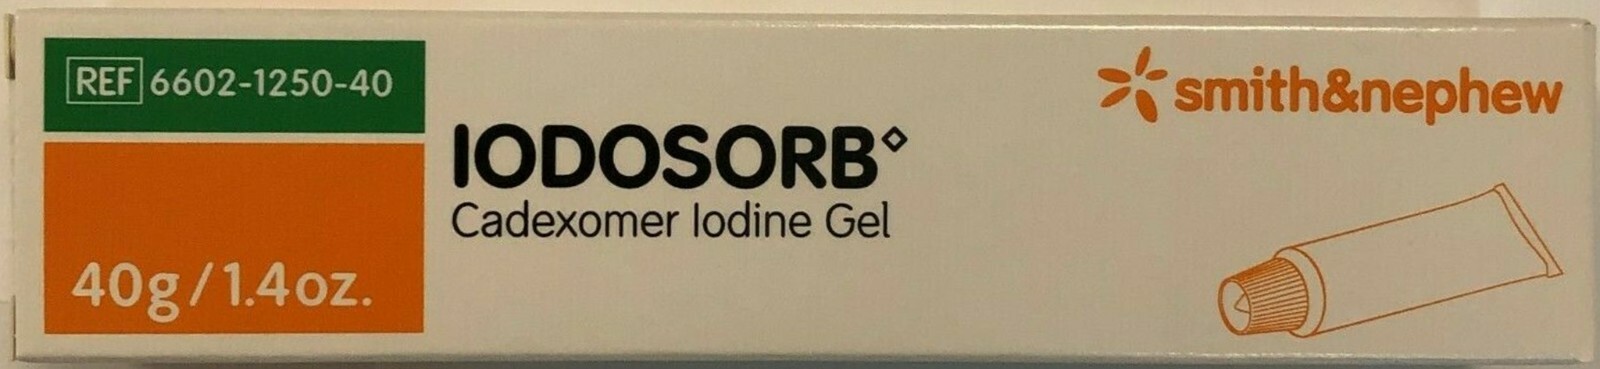 REF 6602-1250-40
smith&nephew
IODOSORB◊
Cadexomer Iodine Gel
40g/1.4oz.